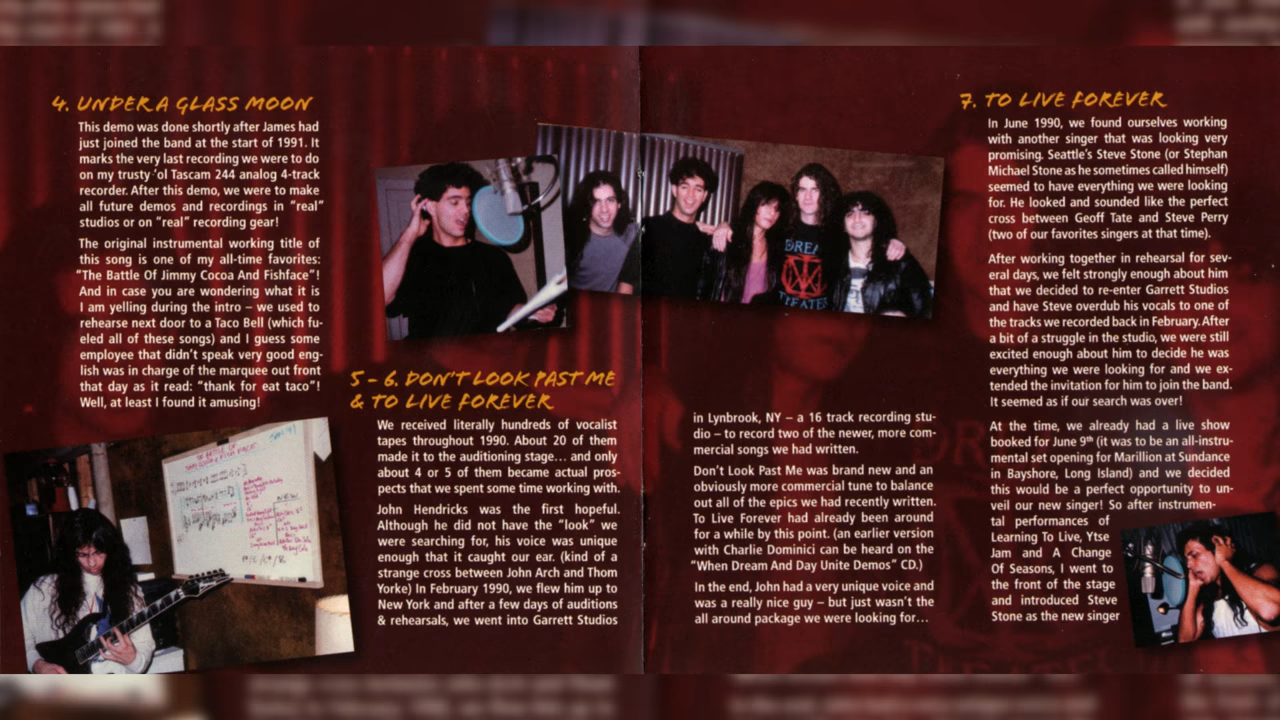 4. UNDER A GLASS MOON
This demo was done shortly after James had
just joined the band at the start of 1991. It
marks the very last recording we were to do
on my trusty 'ol Tascam 244 analog 4-track
recorder. After this demo, we were to make
all future demos and recordings in "real"
studios or on "real" recording gear!
The original instrumental working title of
this song is one of my all-time favorites:
"The Battle Of Jimmy Cocoa And Fishface"!
And in case you are wondering what it is
I am yelling during the intro – we used to
rehearse next door to a Taco Bell (which fu-
eled all of these songs) and I guess some
employee that didn't speak very good eng-
lish was in charge of the marquee out front
that day as it read: "thank for eat taco"!
Well, at least I found it amusing!
5 – 6. DON'T LOOK PAST ME
& TO LIVE FOREVER
We received literally hundreds of vocalist
tapes throughout 1990. About 20 of them
made it to the auditioning stage... and only
about 4 or 5 of them became actual pros-
pects that we spent some time working with.
John Hendricks was the first hopeful.
Although he did not have the "look" we
were searching for, his voice was unique
enough that it caught our ear. (kind of a
strange cross between John Arch and Thom
Yorke) In February 1990, we flew him up to
New York and after a few days of auditions
& rehearsals, we went into Garrett Studios
in Lynbrook, NY – a 16 track recording stu-
dio – to record two of the newer, more com-
mercial songs we had written.
Don't Look Past Me was brand new and an
obviously more commercial tune to balance
out all of the epics we had recently written.
To Live Forever had already been around
for a while by this point. (an earlier version
with Charlie Dominici can be heard on the
"When Dream And Day Unite Demos" CD.)
In the end, John had a very unique voice and
was a really nice guy – but just wasn't the
all around package we were looking for...
DREAM
THEATER
7. TO LIVE FOREVER
In June 1990, we found ourselves working
with another singer that was looking very
promising. Seattle's Steve Stone (or Stephan
Michael Stone as he sometimes called himself)
seemed to have everything we were looking
for. He looked and sounded like the perfect
cross between Geoff Tate and Steve Perry
(two of our favorites singers at that time).
After working together in rehearsal for sev-
eral days, we felt strongly enough about him
that we decided to re-enter Garrett Studios
and have Steve overdub his vocals to one of
the tracks we recorded back in February. After
a bit of a struggle in the studio, we were still
excited enough about him to decide he was
everything we were looking for and we ex-
tended the invitation for him to join the band.
It seemed as if our search was over!
At the time, we already had a live show
booked for June 9th (it was to be an all-instru-
mental set opening for Marillion at Sundance
in Bayshore, Long Island) and we decided
this would be a perfect opportunity to un-
veil our new singer! So after instrumen-
tal performances of
Learning To Live, Ytse
Jam and A Change
Of Seasons, I went to
the front of the stage
and introduced Steve
Stone as the new singer